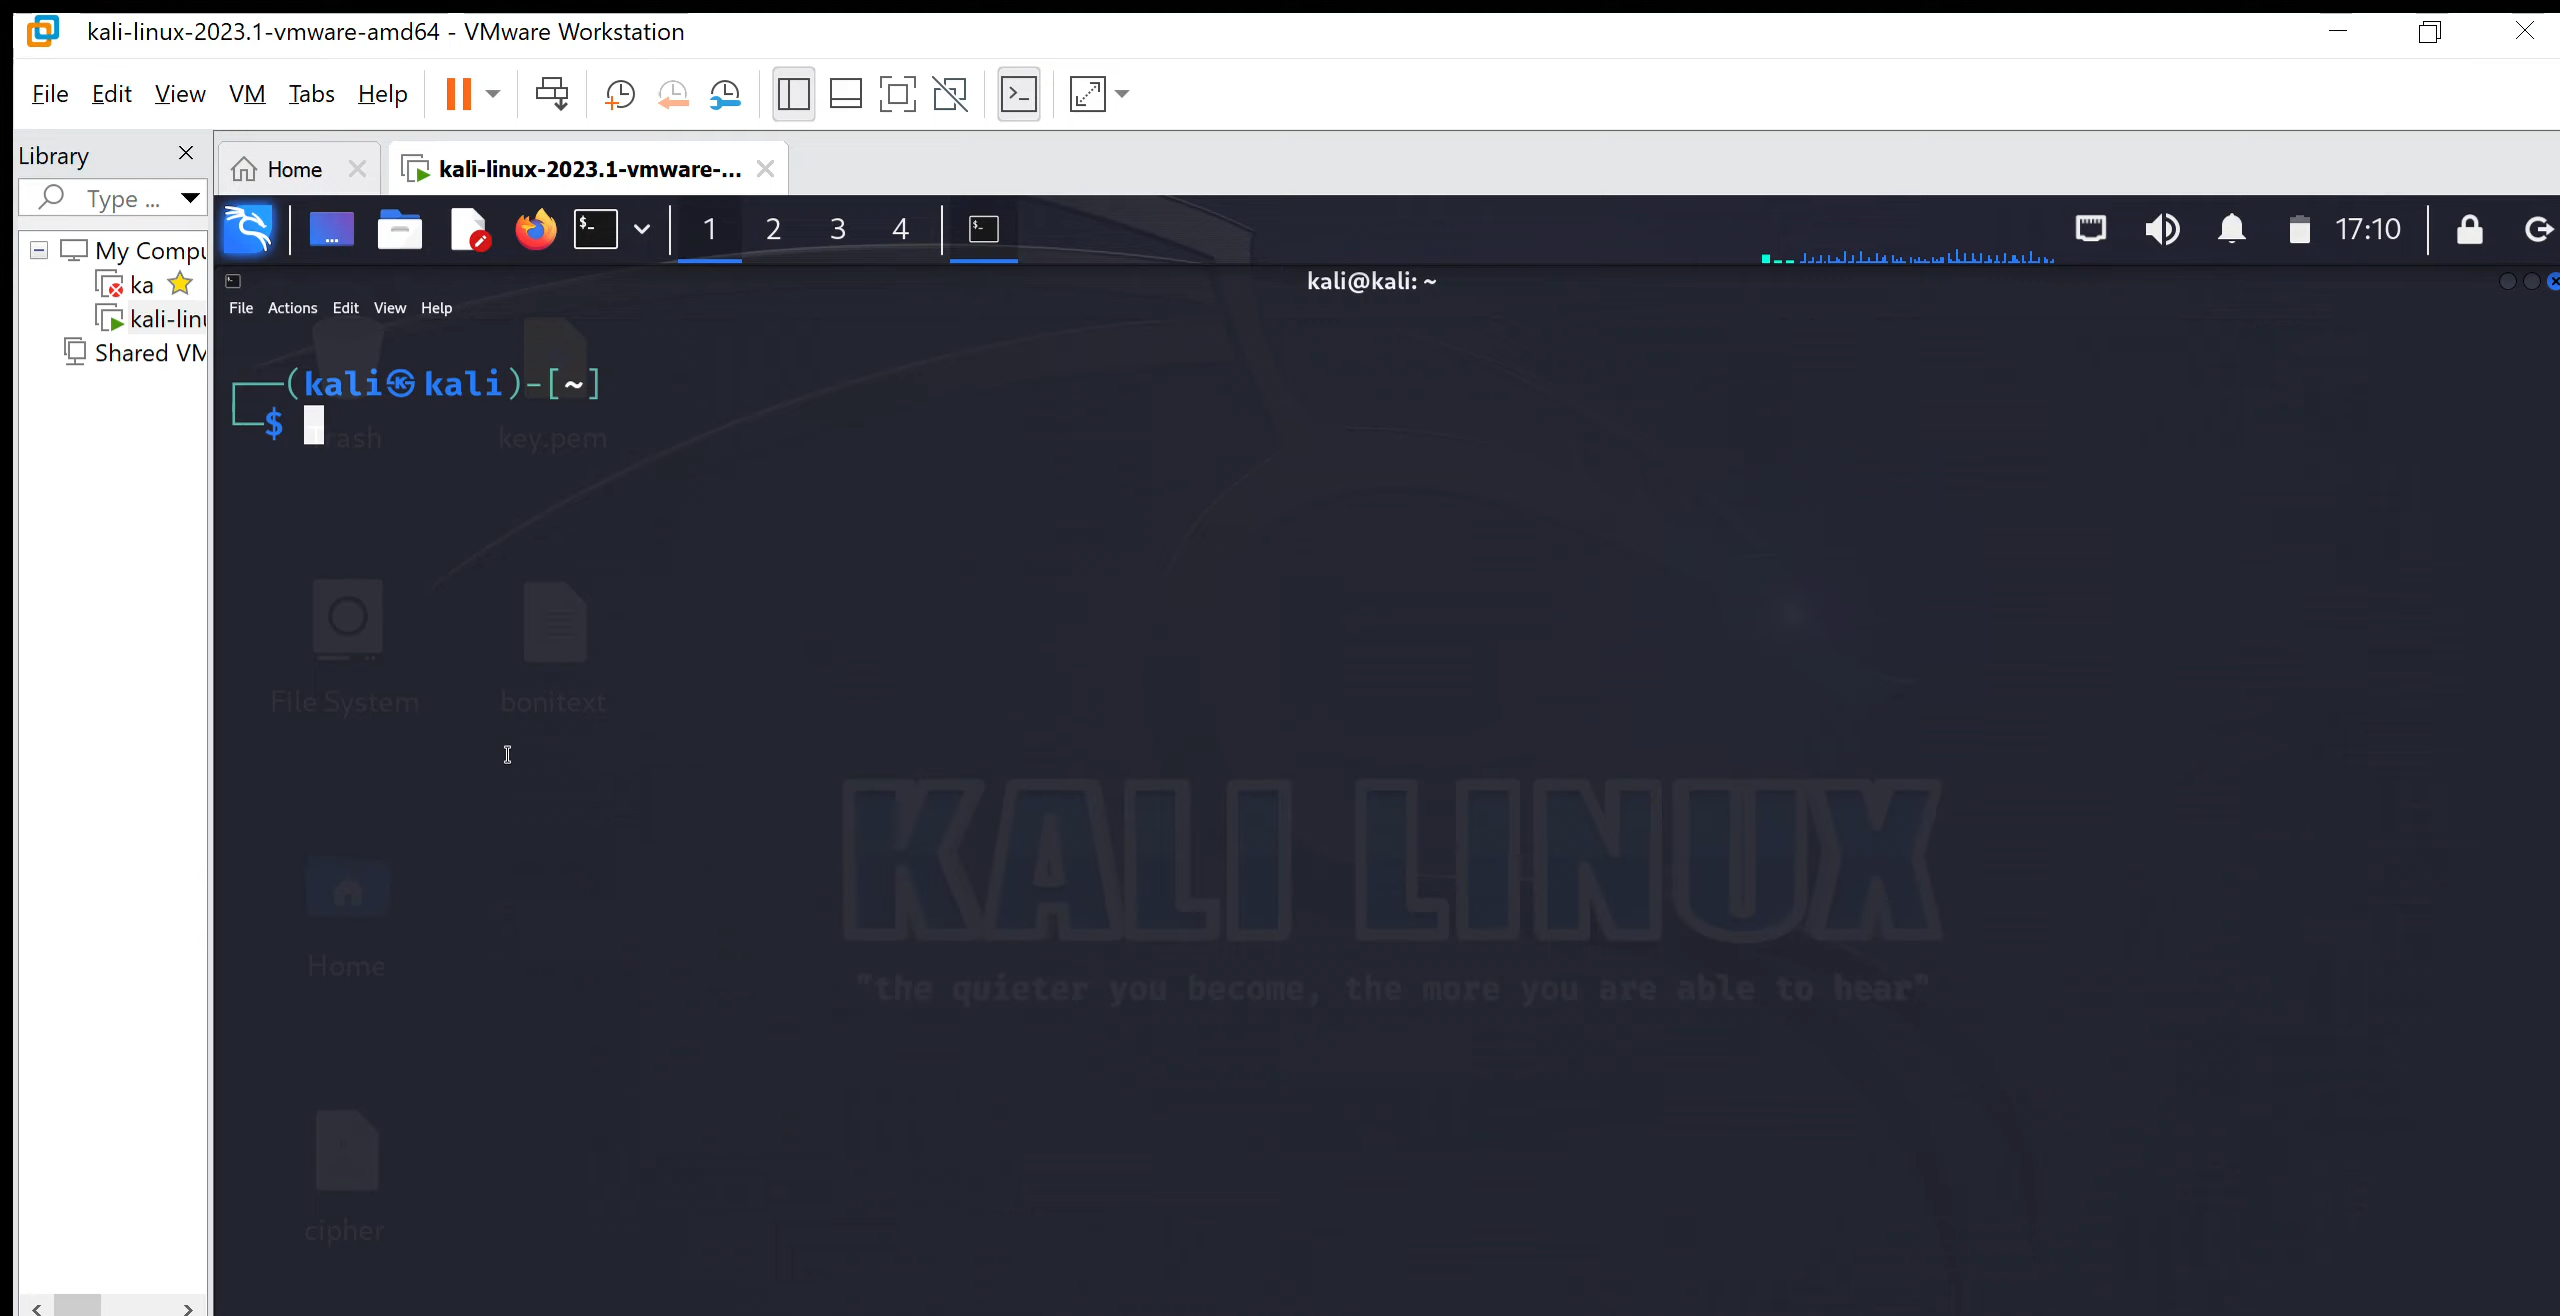 kali-linux-2023.1-vmware-amd64 - VMware Workstation
File Edit View VM Tabs Help
Library
Type ...
Home
kali-linux-2023.1-vmware-...
My Compu
ka
kali-linu
Shared VM
$-
1 2 3 4
$-
17:10
kali@kali: ~
File Actions Edit View Help
(kali㉿kali)-[~]
$
Trash
key.pem
File System
bonitext
KALI LINUX
"the quieter you become, the more you are able to hear"
Home
cipher